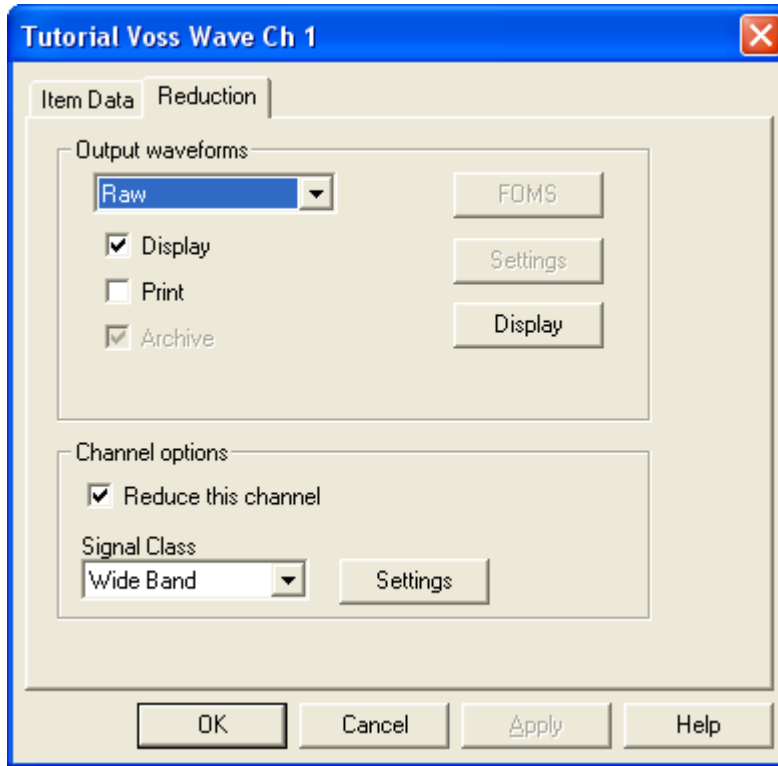 Tutorial Voss Wave Ch 1
Item Data Reduction
Output waveforms
Raw FOMS
Display Settings
Print Display
Archive
Channel options
Reduce this channel
Signal Class
Wide Band Settings
OK Cancel Apply Help